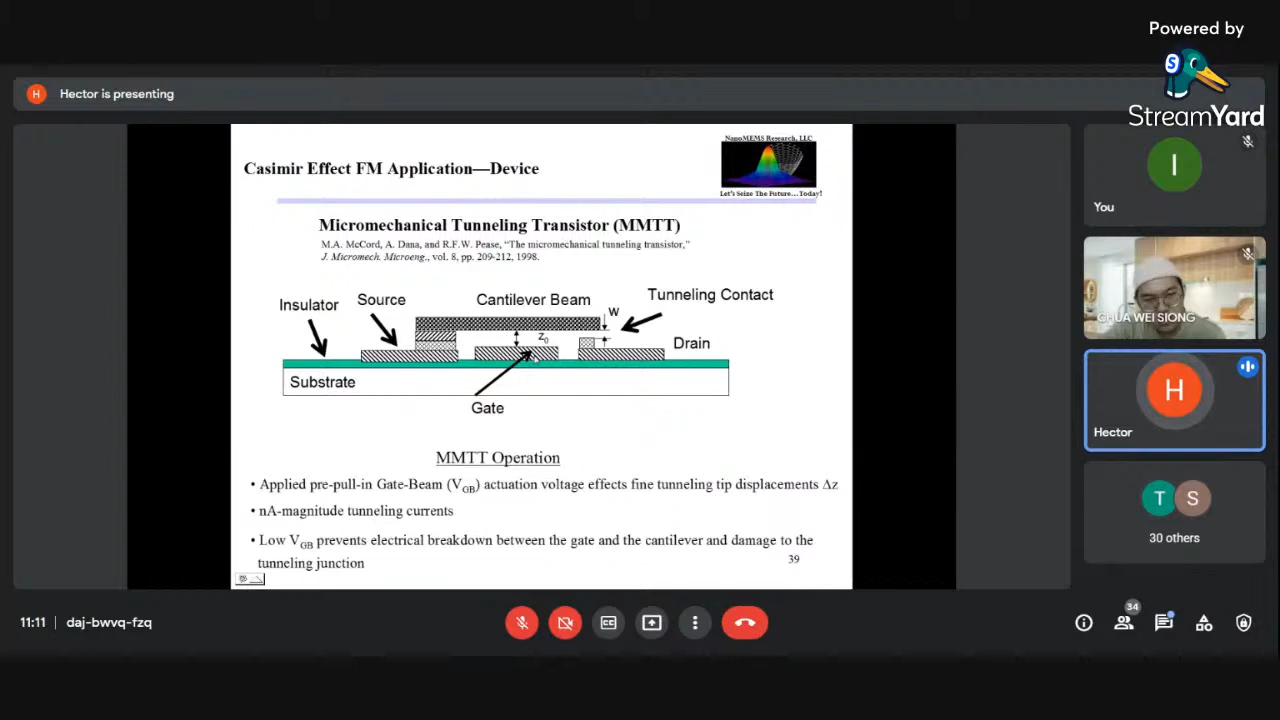 Powered by
StreamYard
H Hector is presenting
NanoMEMS Research, LLC
Let's Seize The Future…Today!
Casimir Effect FM Application—Device
Micromechanical Tunneling Transistor (MMTT)
M.A. McCord, A. Dana, and R.F.W. Pease, “The micromechanical tunneling transistor,”
J. Micromech. Microeng., vol. 8, pp. 209-212, 1998.
Insulator
Source
Cantilever Beam
Tunneling Contact
W
z0
Drain
Substrate
Gate
MMTT Operation
• Applied pre-pull-in Gate-Beam (VGB) actuation voltage effects fine tunneling tip displacements Δz
• nA-magnitude tunneling currents
• Low VGB prevents electrical breakdown between the gate and the cantilever and damage to the
tunneling junction
39
I
You
CHUA WEI SIONG
H
Hector
T S
30 others
11:11 | daj-bwvq-fzq
CC
34